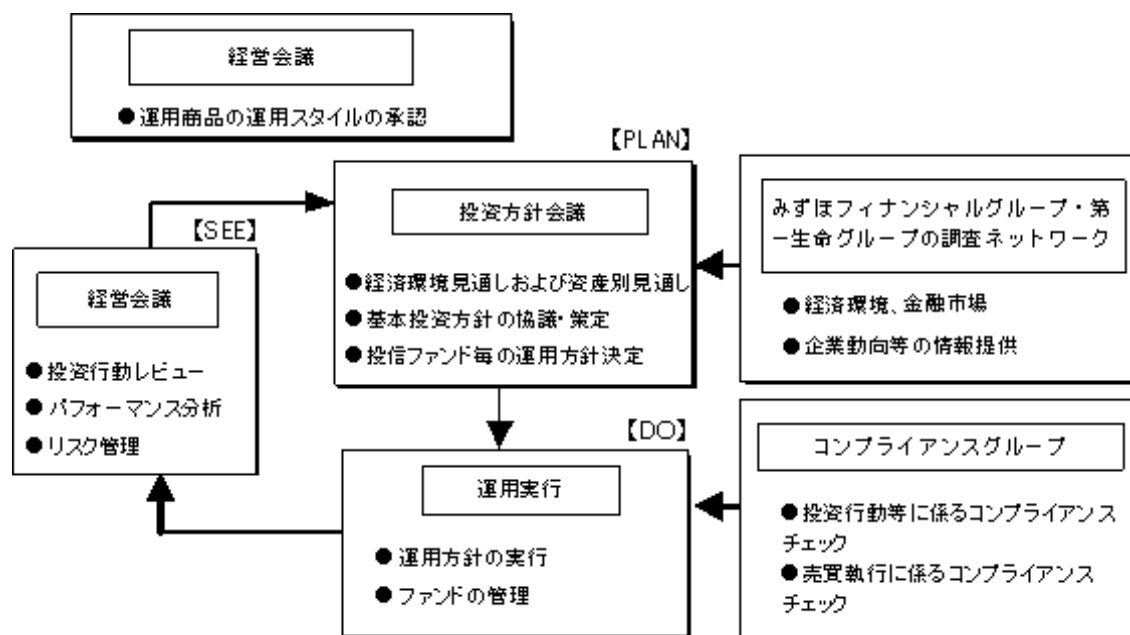 経営会議
●運用商品の運用スタイルの承認
【PLAN】
投資方針会議
●経済環境見通しおよび資産別見通し
●基本投資方針の協議・策定
●投信ファンド毎の運用方針決定
みずほフィナンシャルグループ・第
一生命グループの調査ネットワーク
●経済環境、金融市場
●企業動向等の情報提供
【SEE】
経営会議
●投資行動レビュー
●パフォーマンス分析
●リスク管理
【DO】
運用実行
●運用方針の実行
●ファンドの管理
コンプライアンスグループ
●投資行動等に係るコンプライアンス
チェック
●売買執行に係るコンプライアンス
チェック